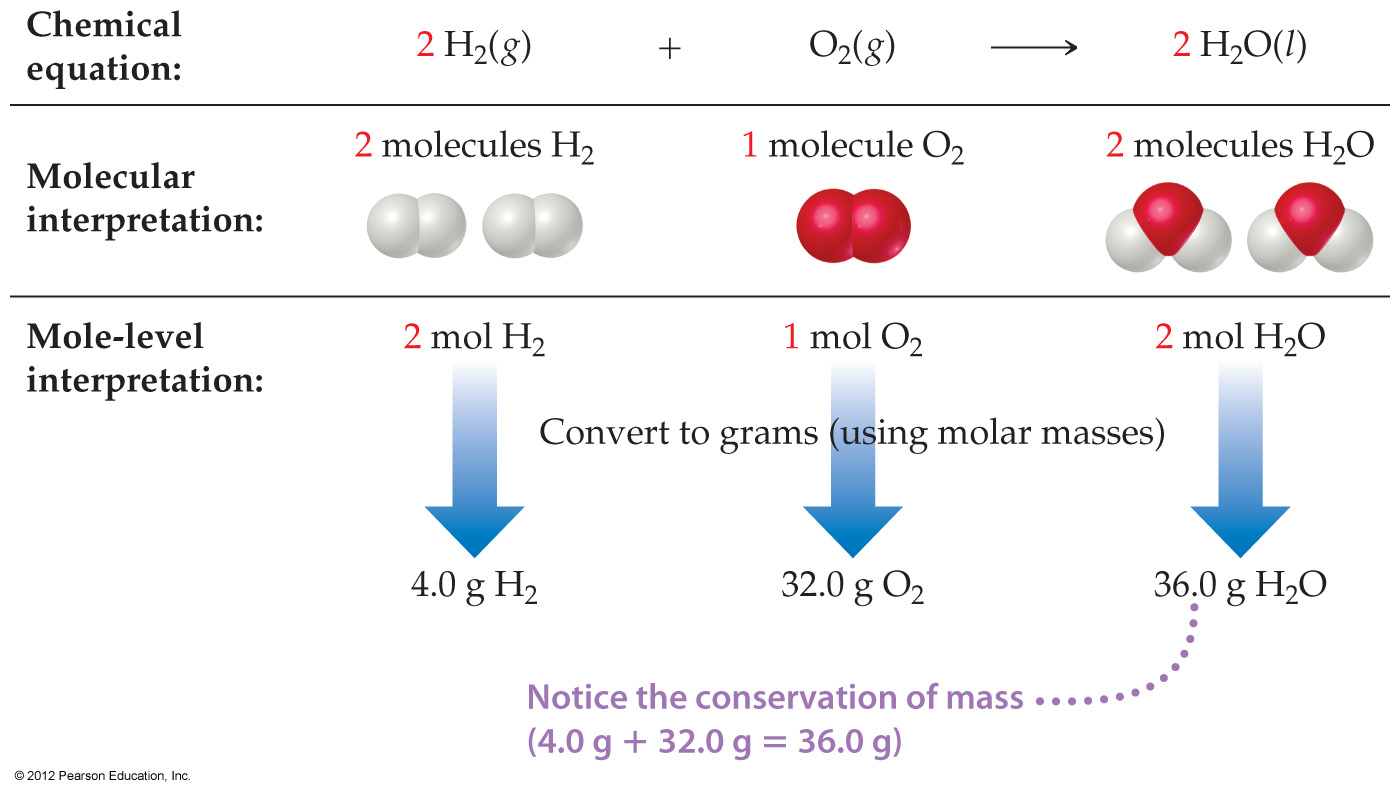 Chemical equation: 2 H₂(g) + O₂(g) ⟶ 2 H₂O(l)
Molecular interpretation: 2 molecules H₂ 1 molecule O₂ 2 molecules H₂O
Mole-level interpretation: 2 mol H₂ 1 mol O₂ 2 mol H₂O
Convert to grams (using molar masses)
4.0 g H₂ 32.0 g O₂ 36.0 g H₂O
Notice the conservation of mass
(4.0 g + 32.0 g = 36.0 g)
© 2012 Pearson Education, Inc.